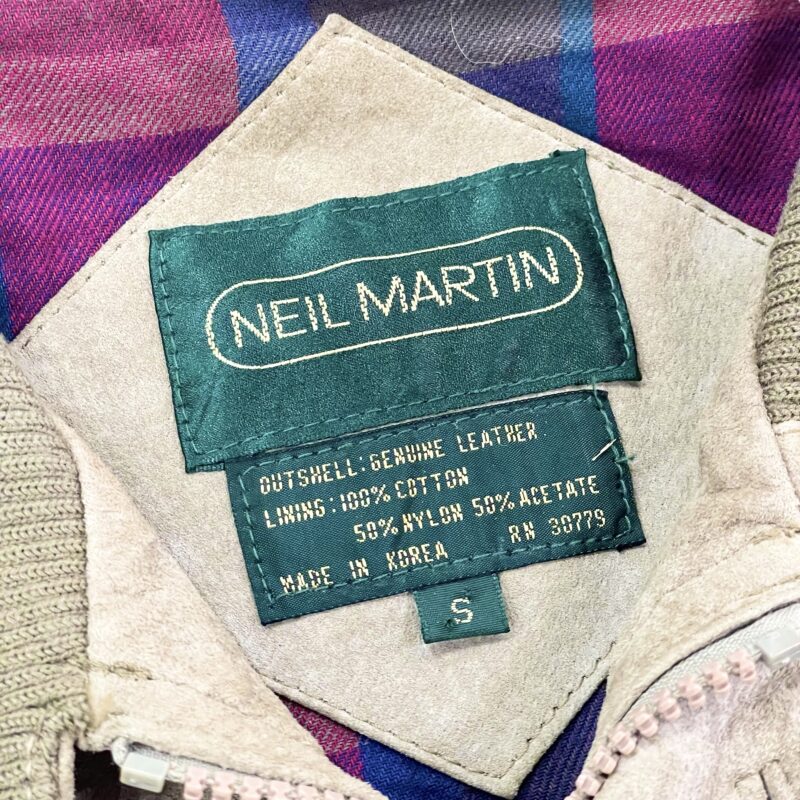 NEIL MARTIN
OUTSHELL: GENUINE LEATHER
LINING: 100% COTTON
50% NYLON 50% ACETATE
RN 30779
MADE IN KOREA
S